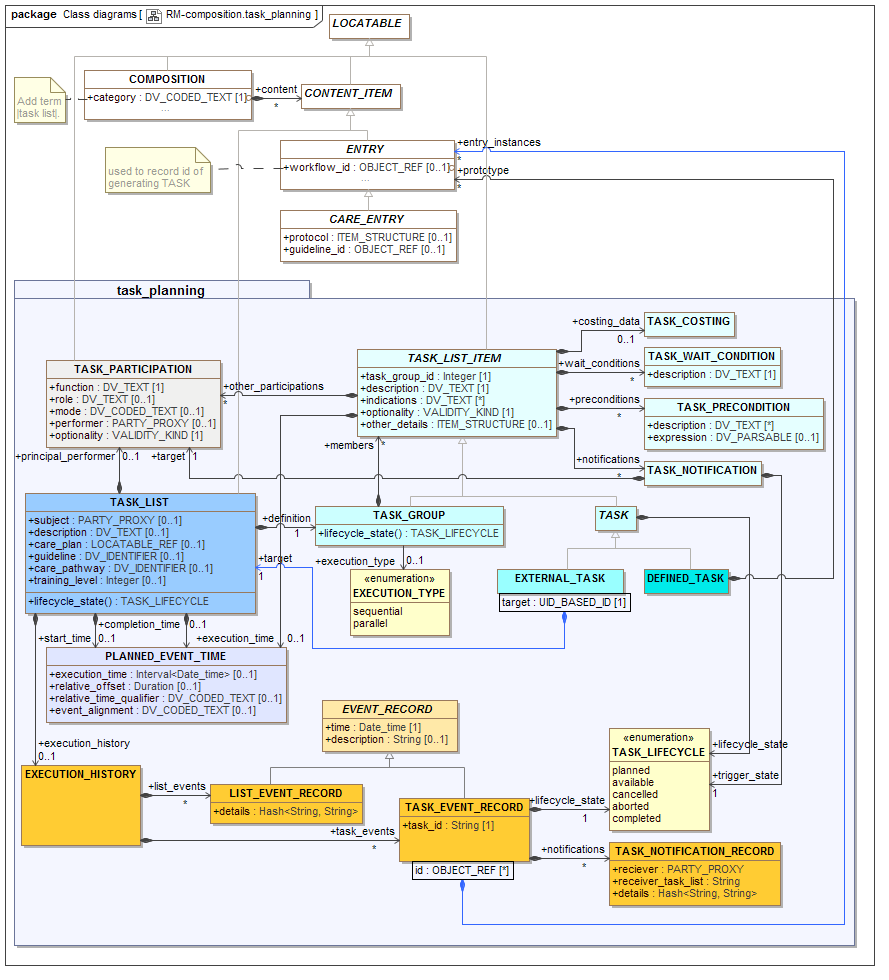 package Class diagrams [ RM-composition.task_planning ]
LOCATABLE
COMPOSITION
+category : DV_CODED_TEXT [1]
...
+content
*
CONTENT_ITEM
Add term
|task list|.
ENTRY
+workflow_id : OBJECT_REF [0..1]
...
+entry_instances
*
+prototype
*
used to record id of
generating TASK
CARE_ENTRY
+protocol : ITEM_STRUCTURE [0..1]
+guideline_id : OBJECT_REF [0..1]
task_planning
TASK_PARTICIPATION
+function : DV_TEXT [1]
+role : DV_TEXT [0..1]
+mode : DV_CODED_TEXT [0..1]
+performer : PARTY_PROXY [0..1]
+optionality : VALIDITY_KIND [1]
+other_participations
*
TASK_LIST_ITEM
+task_group_id : Integer [1]
+description : DV_TEXT [1]
+indications : DV_TEXT [*]
+optionality : VALIDITY_KIND [1]
+other_details : ITEM_STRUCTURE [0..1]
+costing_data
0..1
TASK_COSTING
+wait_conditions
*
TASK_WAIT_CONDITION
+description : DV_TEXT [1]
+preconditions
*
TASK_PRECONDITION
+description : DV_TEXT [*]
+expression : DV_PARSABLE [0..1]
+notifications
*
TASK_NOTIFICATION
+principal_performer 0..1
+target 1
+members *
TASK_LIST
+subject : PARTY_PROXY [0..1]
+description : DV_TEXT [0..1]
+care_plan : LOCATABLE_REF [0..1]
+guideline : DV_IDENTIFIER [0..1]
+care_pathway : DV_IDENTIFIER [0..1]
+training_level : Integer [0..1]
+lifecycle_state() : TASK_LIFECYCLE
+definition
1
TASK_GROUP
+lifecycle_state() : TASK_LIFECYCLE
TASK
+target
1
+execution_type 0..1
«enumeration»
EXECUTION_TYPE
sequential
parallel
EXTERNAL_TASK
target : UID_BASED_ID [1]
DEFINED_TASK
+completion_time 0..1
+start_time 0..1
+execution_time 0..1
PLANNED_EVENT_TIME
+execution_time : Interval<Date_time> [0..1]
+relative_offset : Duration [0..1]
+relative_time_qualifier : DV_CODED_TEXT [0..1]
+event_alignment : DV_CODED_TEXT [0..1]
EVENT_RECORD
+time : Date_time [1]
+description : String [0..1]
+execution_history
0..1
EXECUTION_HISTORY
+list_events
*
LIST_EVENT_RECORD
+details : Hash<String, String>
+task_events
*
TASK_EVENT_RECORD
+task_id : String [1]
id : OBJECT_REF [*]
+lifecycle_state
1
«enumeration»
TASK_LIFECYCLE
planned
available
cancelled
aborted
completed
+lifecycle_state
+trigger_state
1
+notifications
*
TASK_NOTIFICATION_RECORD
+reciever : PARTY_PROXY
+receiver_task_list : String
+details : Hash<String, String>